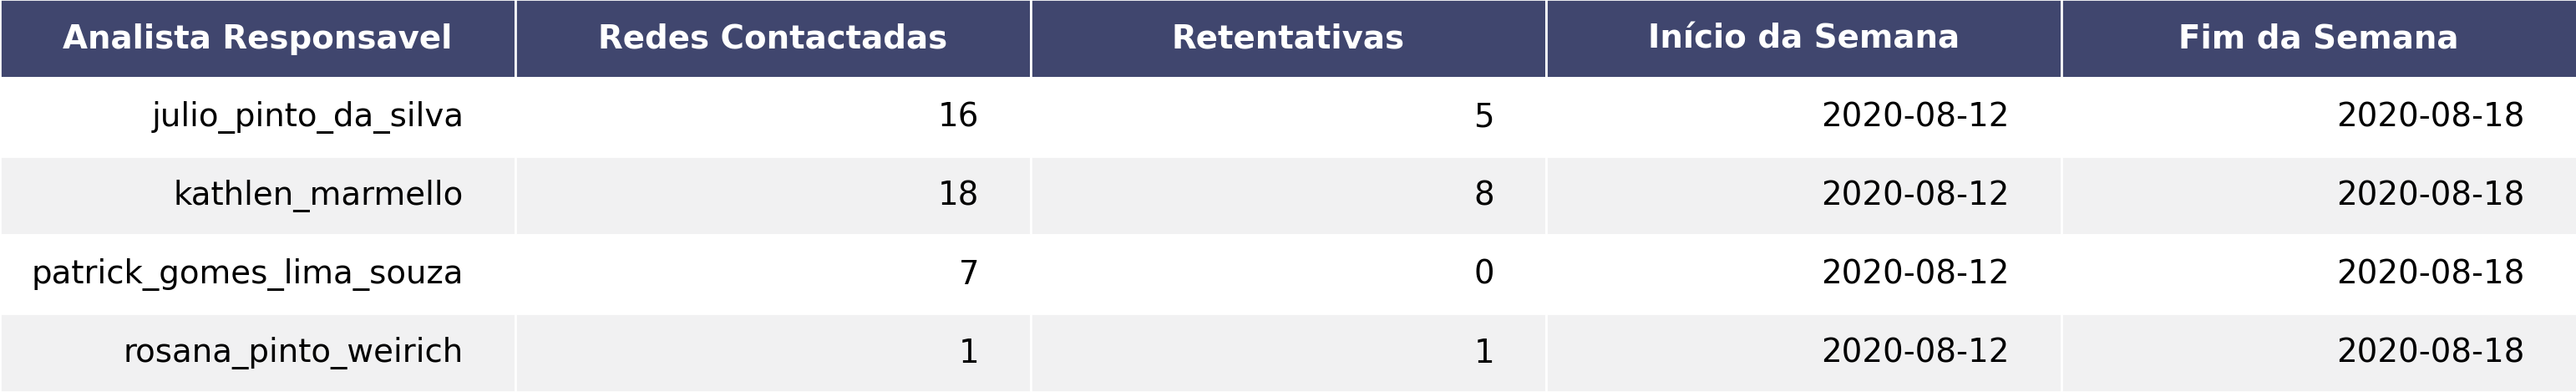 Analista Responsavel Redes Contactadas Retentativas Início da Semana Fim da Semana
julio_pinto_da_silva 16 5 2020-08-12 2020-08-18
kathlen_marmello 18 8 2020-08-12 2020-08-18
patrick_gomes_lima_souza 7 0 2020-08-12 2020-08-18
rosana_pinto_weirich 1 1 2020-08-12 2020-08-18